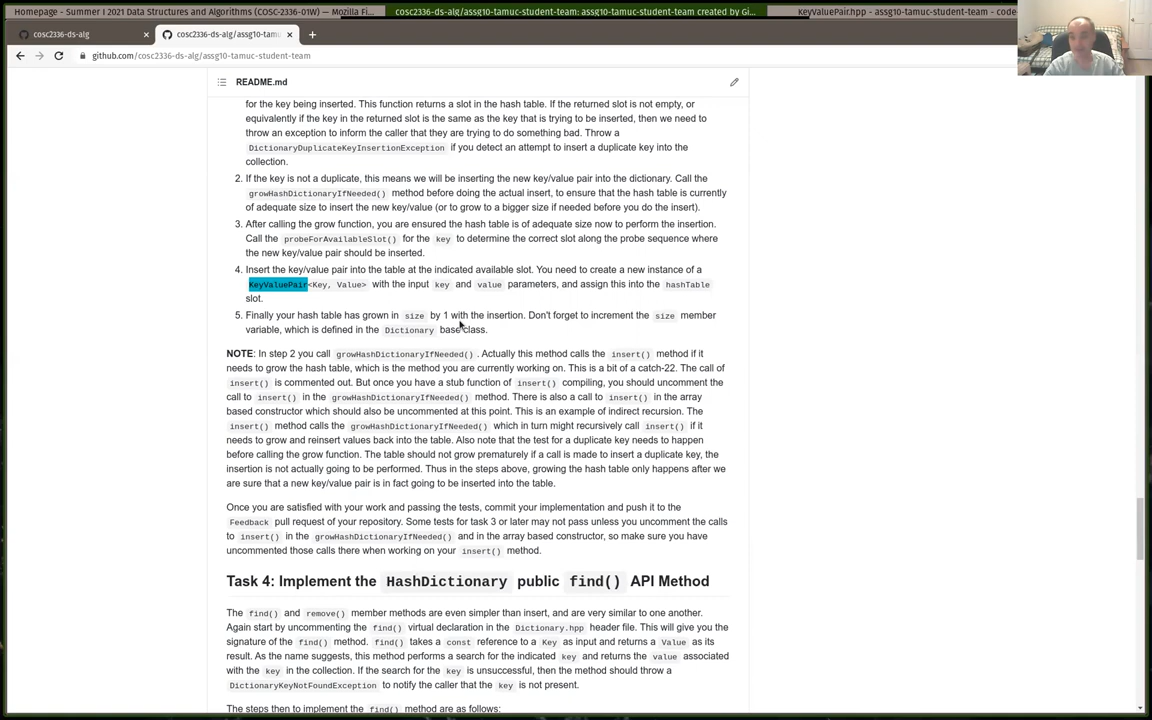 Homepage - Summer I 2021 Data Structures and Algorithms (COSC-2336-01W) — Mozilla Fi...
cosc2336-ds-alg/assg10-tamuc-student-team: assg10-tamuc-student-team created by Gi...
KeyValuePair.hpp - assg10-tamuc-student-team - code
cosc2336-ds-alg
cosc2336-ds-alg/assg10-tamu
github.com/cosc2336-ds-alg/assg10-tamuc-student-team
README.md
for the key being inserted. This function returns a slot in the hash table. If the returned slot is not empty, or
equivalently if the key in the returned slot is the same as the key that is trying to be inserted, then we need to
throw an exception to inform the caller that they are trying to do something bad. Throw a
DictionaryDuplicateKeyInsertionException if you detect an attempt to insert a duplicate key into the
collection.
2. If the key is not a duplicate, this means we will be inserting the new key/value pair into the dictionary. Call the
growHashDictionaryIfNeeded() method before doing the actual insert, to ensure that the hash table is currently
of adequate size to insert the new key/value (or to grow to a bigger size if needed before you do the insert).
3. After calling the grow function, you are ensured the hash table is of adequate size now to perform the insertion.
Call the probeForAvailableSlot() for the key to determine the correct slot along the probe sequence where
the new key/value pair should be inserted.
4. Insert the key/value pair into the table at the indicated available slot. You need to create a new instance of a
KeyValuePair<Key, Value> with the input key and value parameters, and assign this into the hashTable
slot.
5. Finally your hash table has grown in size by 1 with the insertion. Don't forget to increment the size member
variable, which is defined in the Dictionary base class.
NOTE: In step 2 you call growHashDictionaryIfNeeded() . Actually this method calls the insert() method if it
needs to grow the hash table, which is the method you are currently working on. This is a bit of a catch-22. The call of
insert() is commented out. But once you have a stub function of insert() compiling, you should uncomment the
call to insert() in the growHashDictionaryIfNeeded() method. There is also a call to insert() in the array
based constructor which should also be uncommented at this point. This is an example of indirect recursion. The
insert() method calls the growHashDictionaryIfNeeded() which in turn might recursively call insert() if it
needs to grow and reinsert values back into the table. Also note that the test for a duplicate key needs to happen
before calling the grow function. The table should not grow prematurely if a call is made to insert a duplicate key, the
insertion is not actually going to be performed. Thus in the steps above, growing the hash table only happens after we
are sure that a new key/value pair is in fact going to be inserted into the table.
Once you are satisfied with your work and passing the tests, commit your implementation and push it to the
Feedback pull request of your repository. Some tests for task 3 or later may not pass unless you uncomment the calls
to insert() in the growHashDictionaryIfNeeded() and in the array based constructor, so make sure you have
uncommented those calls there when working on your insert() method.
Task 4: Implement the HashDictionary public find() API Method
The find() and remove() member methods are even simpler than insert, and are very similar to one another.
Again start by uncommenting the find() virtual declaration in the Dictionary.hpp header file. This will give you the
signature of the find() method. find() takes a const reference to a Key as input and returns a Value as its
result. As the name suggests, this method performs a search for the indicated key and returns the value associated
with the key in the collection. If the search for the key is unsuccessful, then the method should throw a
DictionaryKeyNotFoundException to notify the caller that the key is not present.
The steps then to implement the find() method are as follows: